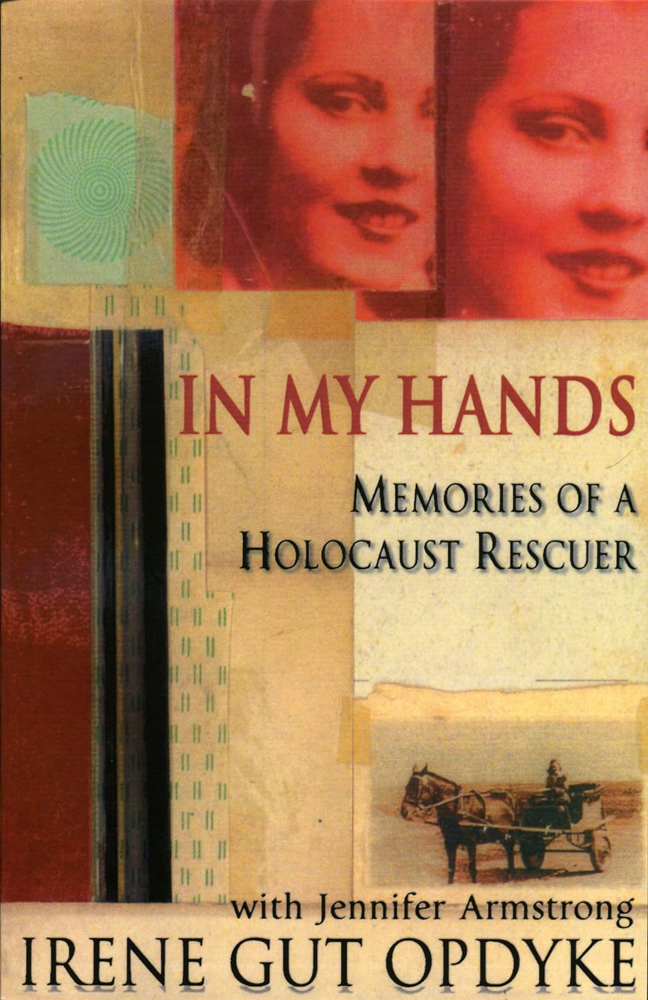 IN MY HANDS
MEMORIES OF A
HOLOCAUST RESCUER
with Jennifer Armstrong
IRENE GUT OPDYKE